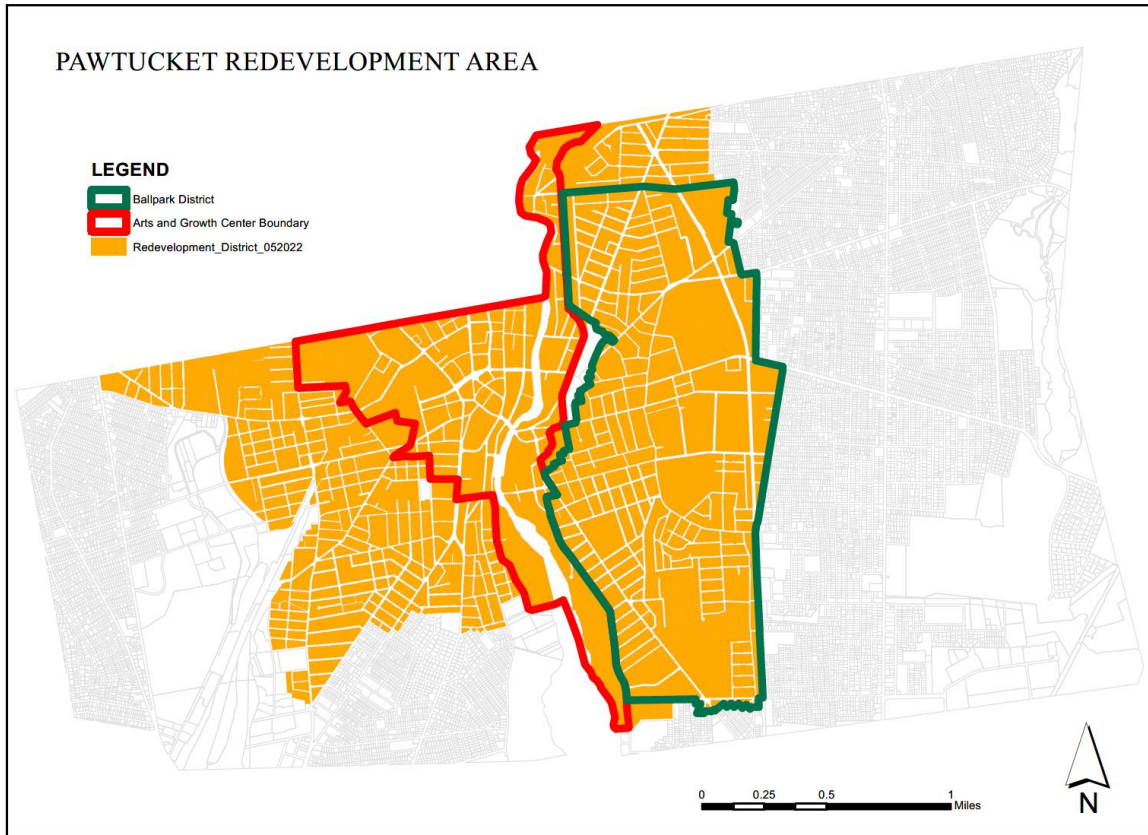 PAWTUCKET REDEVELOPMENT AREA
LEGEND
Ballpark District
Arts and Growth Center Boundary
Redevelopment_District_052022
0 0.25 0.5 1
Miles
N